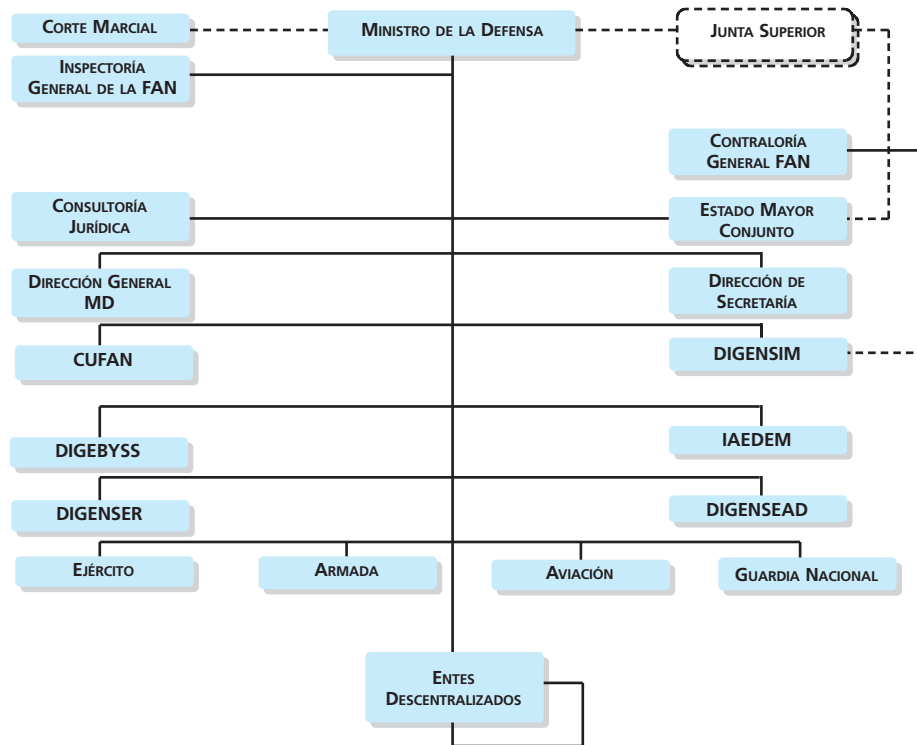 Corte Marcial
Ministro de la Defensa
Junta Superior
Inspectoría
General de la FAN
Contraloría
General FAN
Consultoría
Jurídica
Estado Mayor
Conjunto
Dirección General
MD
Dirección de
Secretaría
CUFAN
DIGENSIM
DIGEBYSS
IAEDEM
DIGENSER
DIGENSEAD
Ejército
Armada
Aviación
Guardia Nacional
Entes
Descentralizados